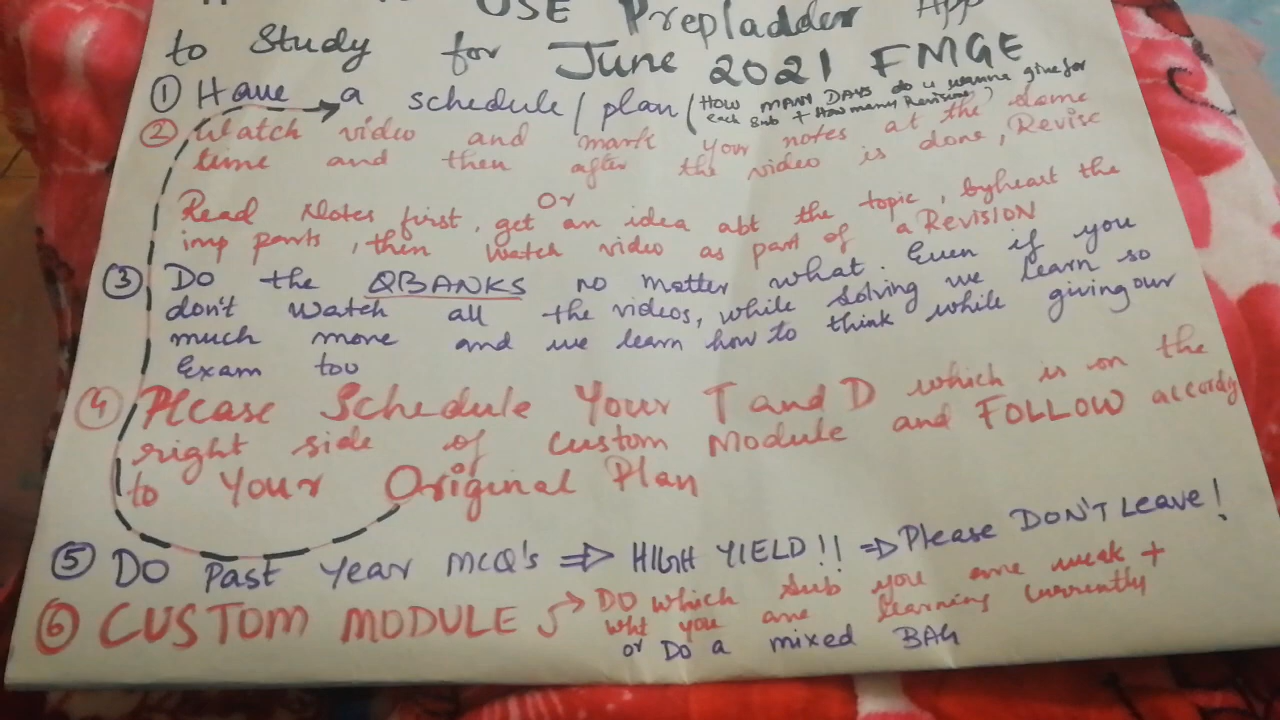 USE Prepladder App
to Study for June 2021 FMGE
① Have a schedule / plan (HOW MANY DAYS do u wanna give for
each sub + How many Revisions)
② Watch video and mark your notes at the same
time and then after the video is done, Revise
Or
Read Notes first, get an idea abt the topic, byheart the
imp parts, then watch video as part of a REVISION
③ Do the QBANKS no matter what. Even if you
don't watch all the videos, while solving we learn so
much more and we learn how to think while giving our
Exam too
④ Please Schedule Your T and D which is on the
right side of Custom Module and FOLLOW accordig
to Your Original Plan
⑤ DO Past Year MCQ's ⇒ HIGH YIELD!! ⇒ Please DON'T Leave!
⑥ CUSTOM MODULE → DO which sub you are weak +
wht you are learning currently
or Do a mixed BAG